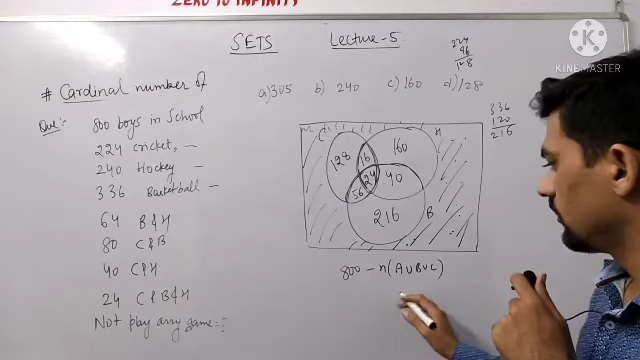 ZERO TO INFINITY
SETS Lecture-5
# Cardinal number of
a) 305 b) 240 c) 160 d) 128
Que:- 800 boys in School
224 Cricket, -
240 Hockey -
336 Basketball -
64 B & H
80 C & B
40 C & H
24 C & B & H
Not play any game = ?
224
96
128
336
120
216
C H
128 16 160
24 40
56
216 B
800 - n(A∪B∪C)
KINEMASTER